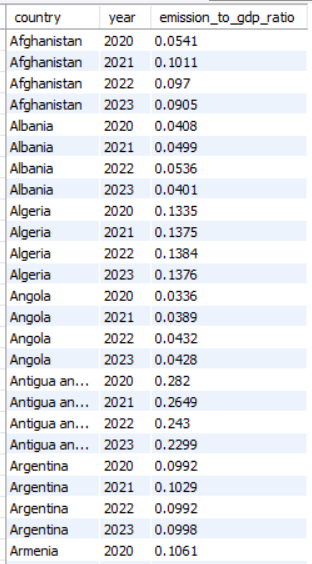 country year emission_to_gdp_ratio
Afghanistan 2020 0.0541
Afghanistan 2021 0.1011
Afghanistan 2022 0.097
Afghanistan 2023 0.0905
Albania 2020 0.0408
Albania 2021 0.0499
Albania 2022 0.0536
Albania 2023 0.0401
Algeria 2020 0.1335
Algeria 2021 0.1375
Algeria 2022 0.1384
Algeria 2023 0.1376
Angola 2020 0.0336
Angola 2021 0.0389
Angola 2022 0.0432
Angola 2023 0.0428
Antigua an... 2020 0.282
Antigua an... 2021 0.2649
Antigua an... 2022 0.243
Antigua an... 2023 0.2299
Argentina 2020 0.0992
Argentina 2021 0.1029
Argentina 2022 0.0992
Argentina 2023 0.0998
Armenia 2020 0.1061